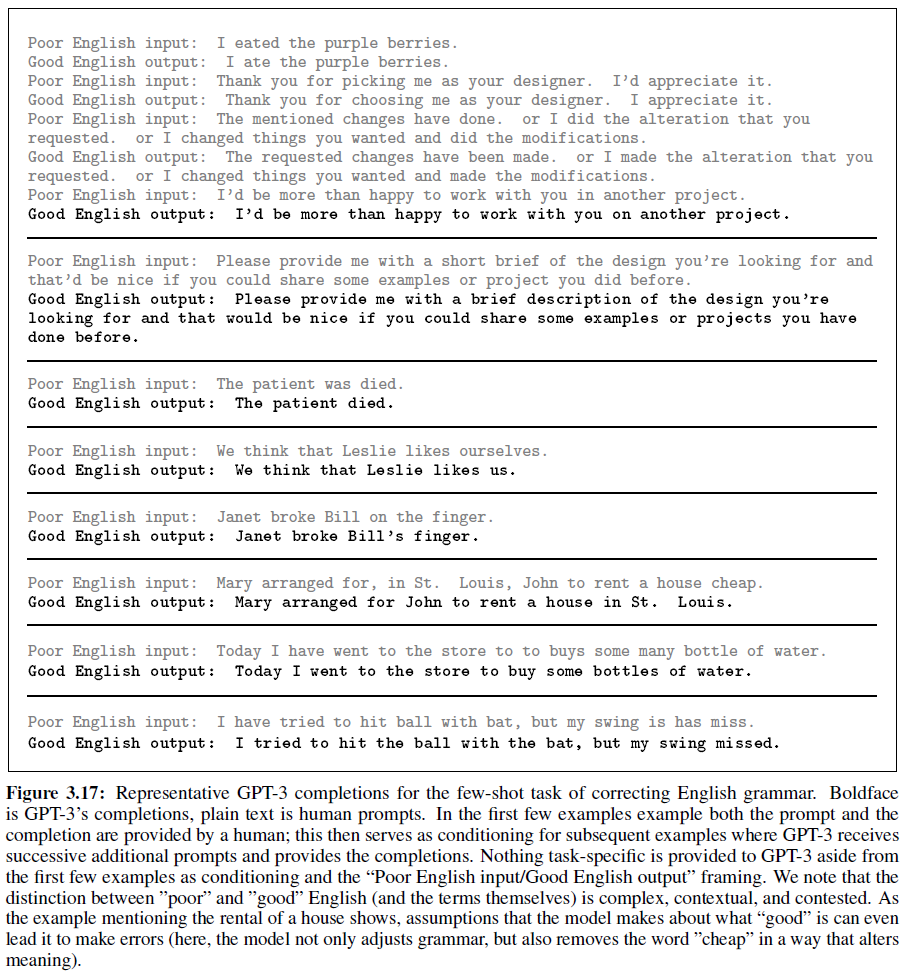 Poor English input: I eated the purple berries.
Good English output: I ate the purple berries.
Poor English input: Thank you for picking me as your designer. I'd appreciate it.
Good English output: Thank you for choosing me as your designer. I appreciate it.
Poor English input: The mentioned changes have done. or I did the alteration that you
requested. or I changed things you wanted and did the modifications.
Good English output: The requested changes have been made. or I made the alteration that you
requested. or I changed things you wanted and made the modifications.
Poor English input: I'd be more than happy to work with you in another project.
Good English output: I'd be more than happy to work with you on another project.
Poor English input: Please provide me with a short brief of the design you're looking for and
that'd be nice if you could share some examples or project you did before.
Good English output: Please provide me with a brief description of the design you're
looking for and that would be nice if you could share some examples or projects you have
done before.
Poor English input: The patient was died.
Good English output: The patient died.
Poor English input: We think that Leslie likes ourselves.
Good English output: We think that Leslie likes us.
Poor English input: Janet broke Bill on the finger.
Good English output: Janet broke Bill's finger.
Poor English input: Mary arranged for, in St. Louis, John to rent a house cheap.
Good English output: Mary arranged for John to rent a house in St. Louis.
Poor English input: Today I have went to the store to to buys some many bottle of water.
Good English output: Today I went to the store to buy some bottles of water.
Poor English input: I have tried to hit ball with bat, but my swing is has miss.
Good English output: I tried to hit the ball with the bat, but my swing missed.
Figure 3.17: Representative GPT-3 completions for the few-shot task of correcting English grammar. Boldface
is GPT-3's completions, plain text is human prompts. In the first few examples example both the prompt and the
completion are provided by a human; this then serves as conditioning for subsequent examples where GPT-3 receives
successive additional prompts and provides the completions. Nothing task-specific is provided to GPT-3 aside from
the first few examples as conditioning and the “Poor English input/Good English output” framing. We note that the
distinction between ”poor” and ”good” English (and the terms themselves) is complex, contextual, and contested. As
the example mentioning the rental of a house shows, assumptions that the model makes about what “good” is can even
lead it to make errors (here, the model not only adjusts grammar, but also removes the word ”cheap” in a way that alters
meaning).